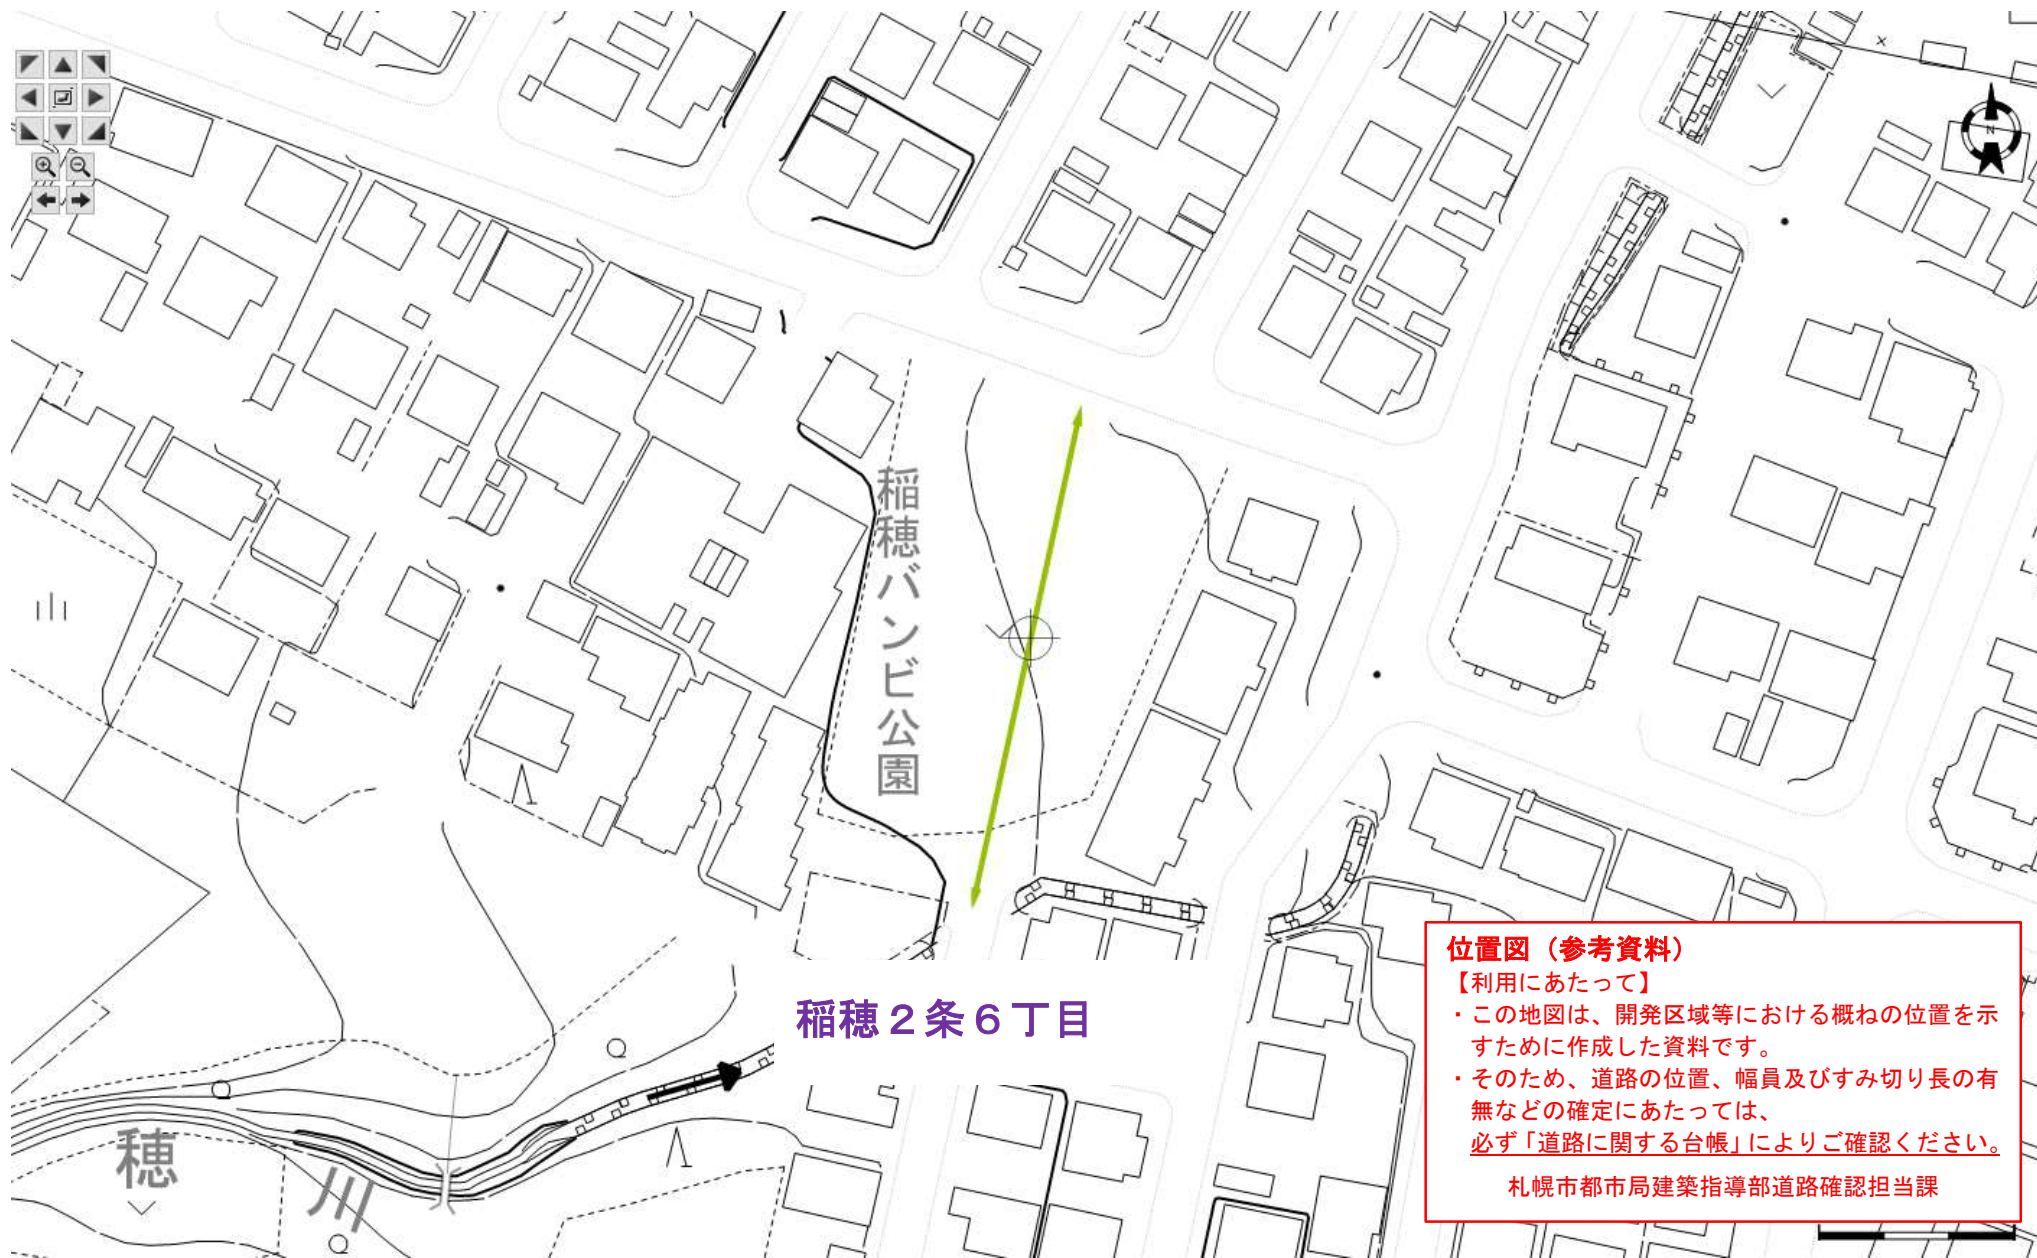 稲穂バンビ公園
稲穂２条６丁目
穂
川
N
位置図（参考資料）
【利用にあたって】
・この地図は、開発区域等における概ねの位置を示
すために作成した資料です。
・そのため、道路の位置、幅員及びすみ切り長の有
無などの確定にあたっては、
必ず「道路に関する台帳」によりご確認ください。
札幌市都市局建築指導部道路確認担当課